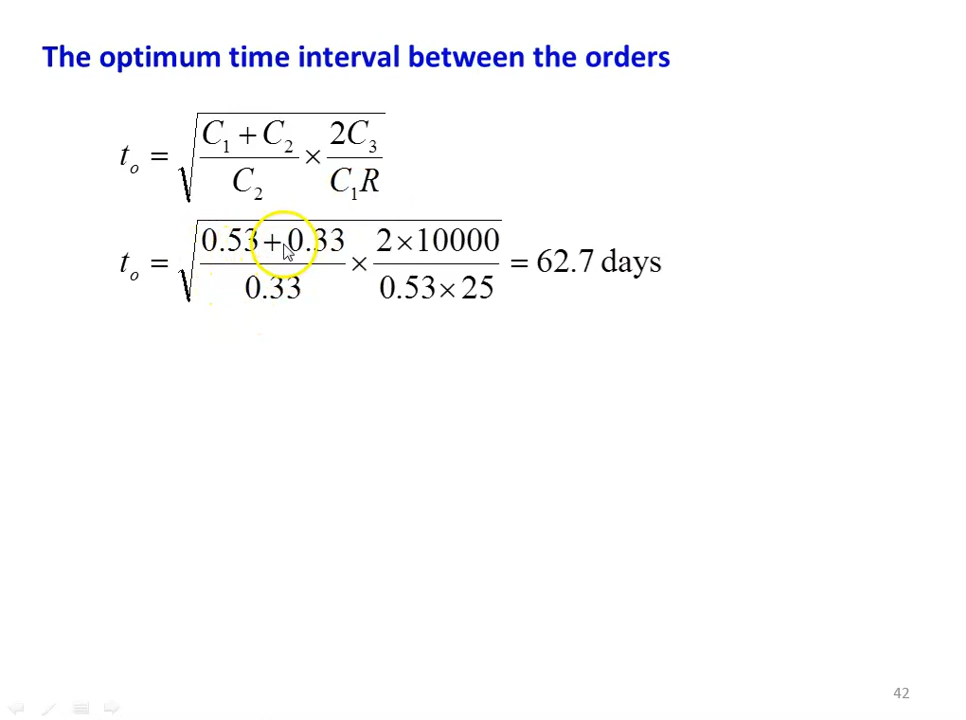 The optimum time interval between the orders
t_o = √((C_1 + C_2)/C_2 × 2C_3/(C_1R))
t_o = √((0.53 + 0.33)/0.33 × (2 × 10000)/(0.53 × 25)) = 62.7 days
42